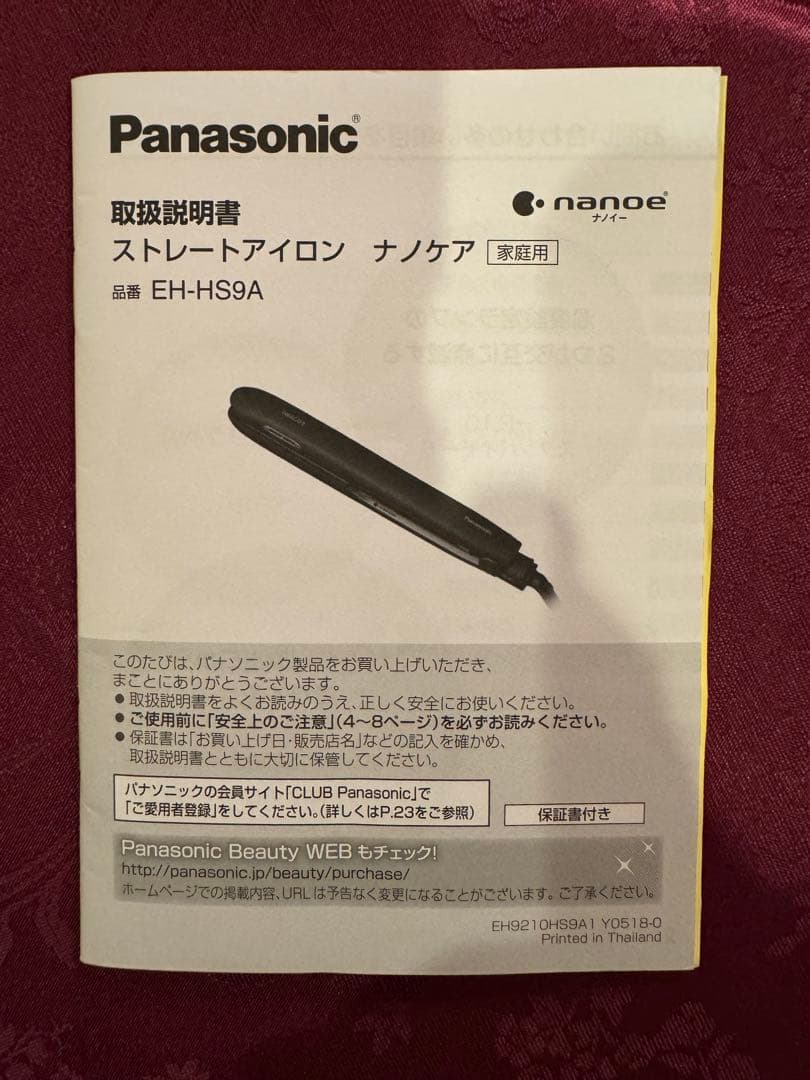 Panasonic®
nanoe®
ナノイー
取扱説明書
ストレートアイロン ナノケア 家庭用
品番 EH-HS9A
Panasonic
このたびは、パナソニック製品をお買い上げいただき、
まことにありがとうございます。
● 取扱説明書をよくお読みのうえ、正しく安全にお使いください。
● ご使用前に「安全上のご注意」(4〜8ページ)を必ずお読みください。
● 保証書は「お買い上げ日・販売店名」などの記入を確かめ、
取扱説明書とともに大切に保管してください。
パナソニックの会員サイト「CLUB Panasonic」で
「ご愛用者登録」をしてください。(詳しくはP.23をご参照)
保証書付き
Panasonic Beauty WEBもチェック!
http://panasonic.jp/beauty/purchase/
ホームページでの掲載内容、URLは予告なく変更になることがございます。ご了承ください。
EH9210HS9A1 Y0518-0
Printed in Thailand